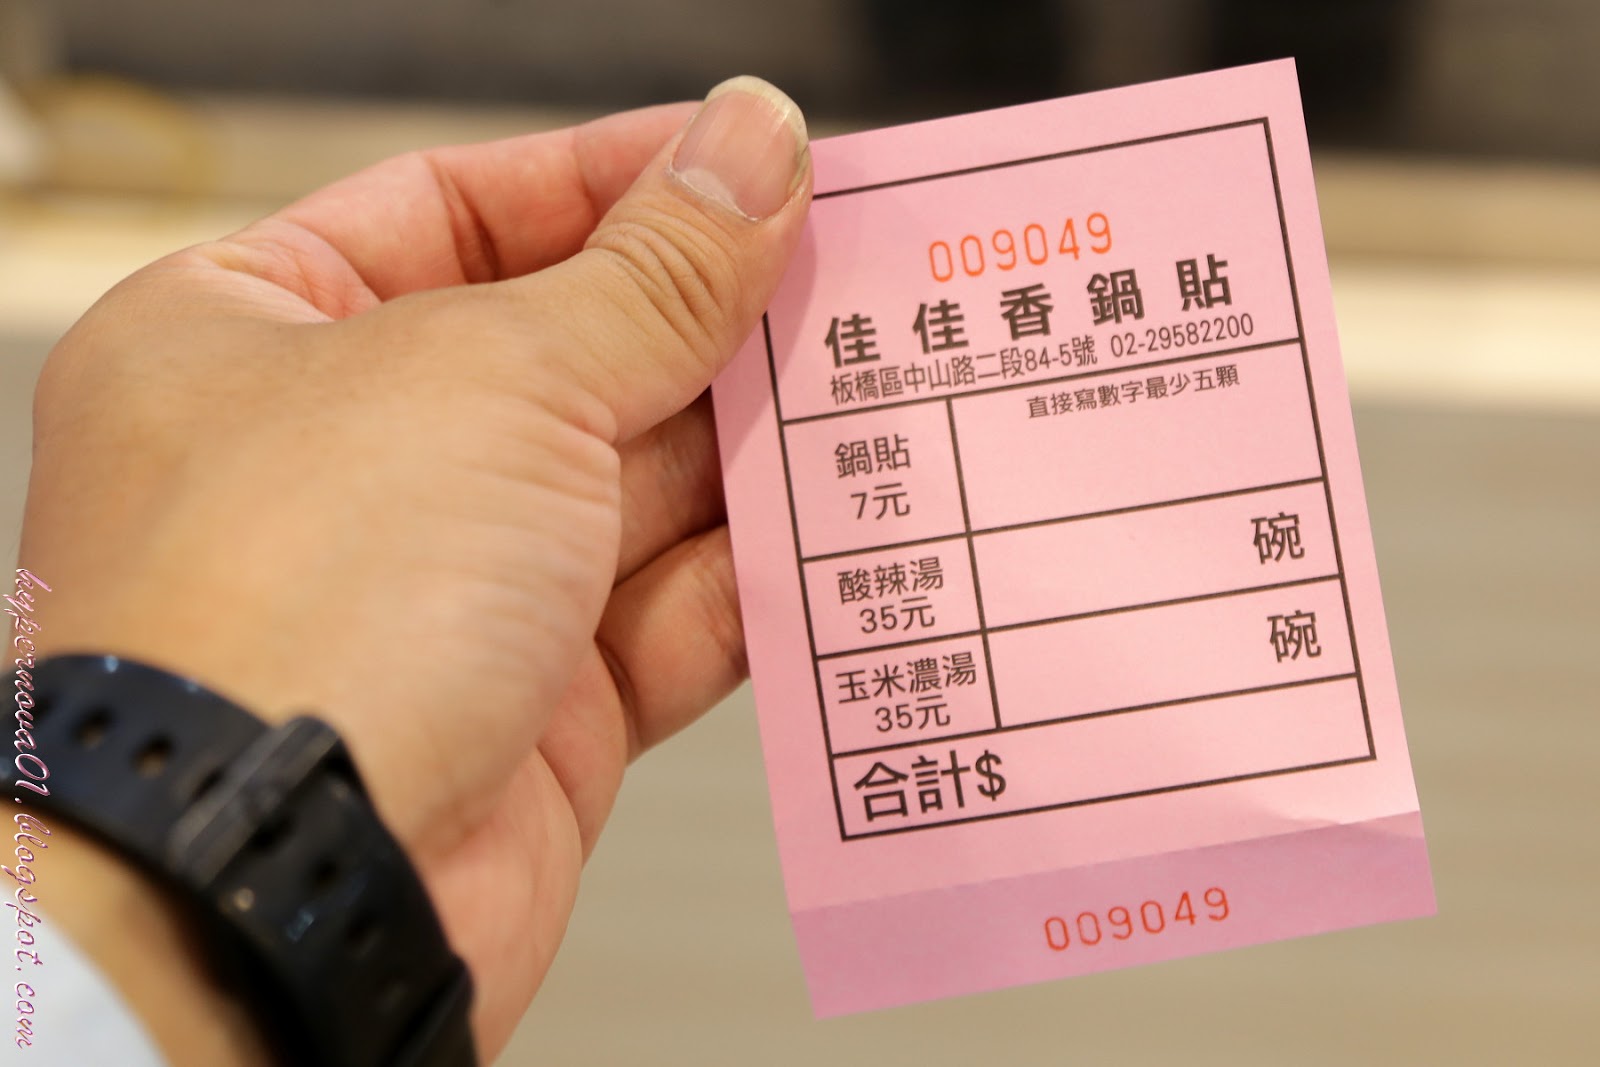 009049
佳佳香鍋貼
板橋區中山路二段84-5號 02-29582200
直接寫數字最少五顆
鍋貼
7元
酸辣湯
35元
碗
玉米濃湯
35元
碗
合計$
009049
hypernova01.blogspot.com